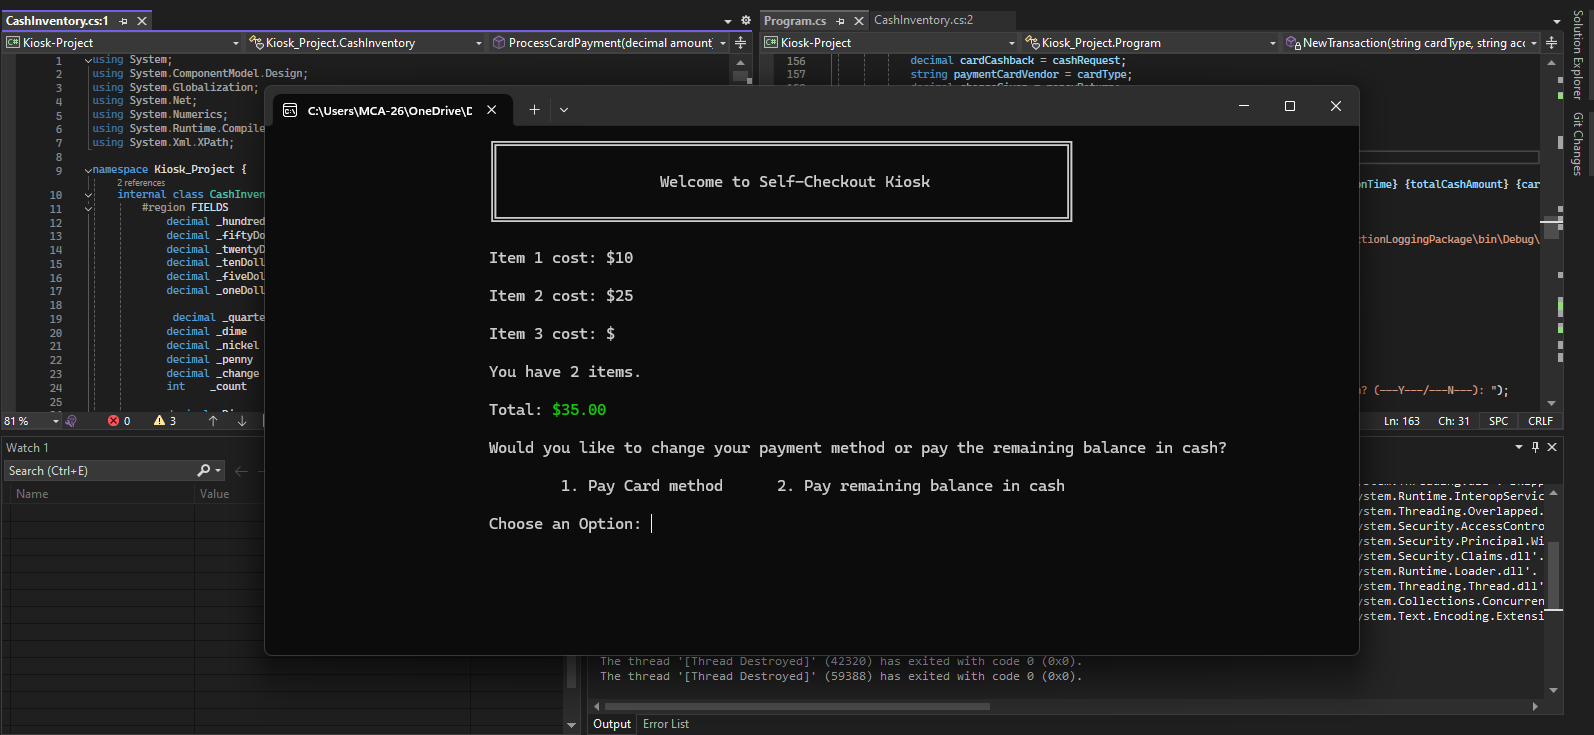 CashInventory.cs:1
Program.cs
CashInventory.cs:2
C# Kiosk-Project
Kiosk_Project.CashInventory
ProcessCardPayment(decimal amount)
C# Kiosk-Project
Kiosk_Project.Program
NewTransaction(string cardType, string acc
1 using System;
2 using System.ComponentModel.Design;
3 using System.Globalization;
4 using System.Net;
5 using System.Numerics;
6 using System.Runtime.Compile
7 using System.Xml.XPath;
8
9 namespace Kiosk_Project {
2 references
10 internal class CashInven
11 #region FIELDS
12 decimal _hundred
13 decimal _fiftyDo
14 decimal _twentyD
15 decimal _tenDoll
16 decimal _fiveDol
17 decimal _oneDoll
18
19 decimal _quarte
20 decimal _dime
21 decimal _nickel
22 decimal _penny
23 decimal _change
24 int _count
25
81 %
0
3
156 decimal cardCashback = cashRequest;
157 string paymentCardVendor = cardType;
onTime} {totalCashAmount} {car
ctionLoggingPackage\bin\Debug\
? (---Y---/---N---): ");
Ln: 163 Ch: 31 SPC CRLF
Solution Explorer
Git Changes
C:\Users\MCA-26\OneDrive\D
Welcome to Self-Checkout Kiosk
Item 1 cost: $10
Item 2 cost: $25
Item 3 cost: $
You have 2 items.
Total: $35.00
Would you like to change your payment method or pay the remaining balance in cash?
1. Pay Card method 2. Pay remaining balance in cash
Choose an Option:
Watch 1
Search (Ctrl+E)
Name Value
ystem.Runtime.InteropServic
ystem.Threading.Overlapped.
ystem.Security.AccessContro
ystem.Security.Principal.Wi
ystem.Security.Claims.dll'.
ystem.Runtime.Loader.dll'.
ystem.Threading.Thread.dll'
ystem.Collections.Concurren
ystem.Text.Encoding.Extensi
The thread '[Thread Destroyed]' (42320) has exited with code 0 (0x0).
The thread '[Thread Destroyed]' (59388) has exited with code 0 (0x0).
Output Error List